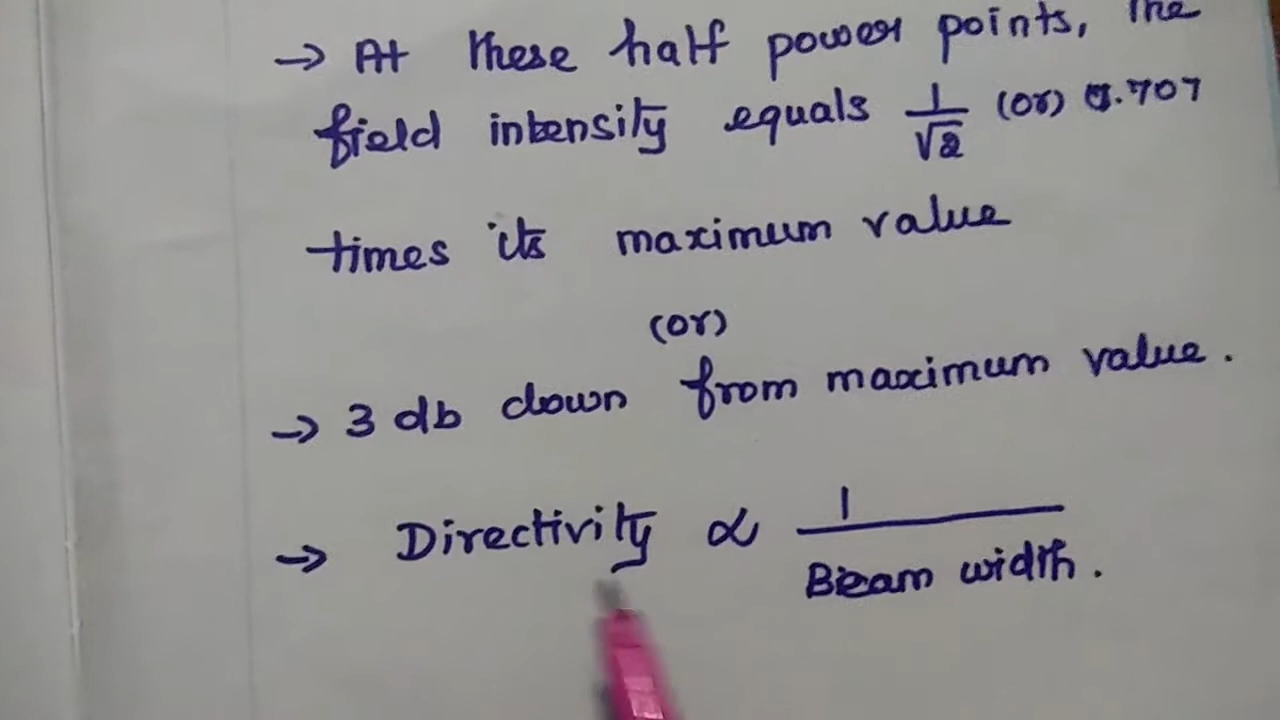 → At these half power points, The
field intensity equals 1/√2 (or) 0.707
times its maximum value
(or)
→ 3 db down from maximum value.
→ Directivity ∝ 1/Beam width.